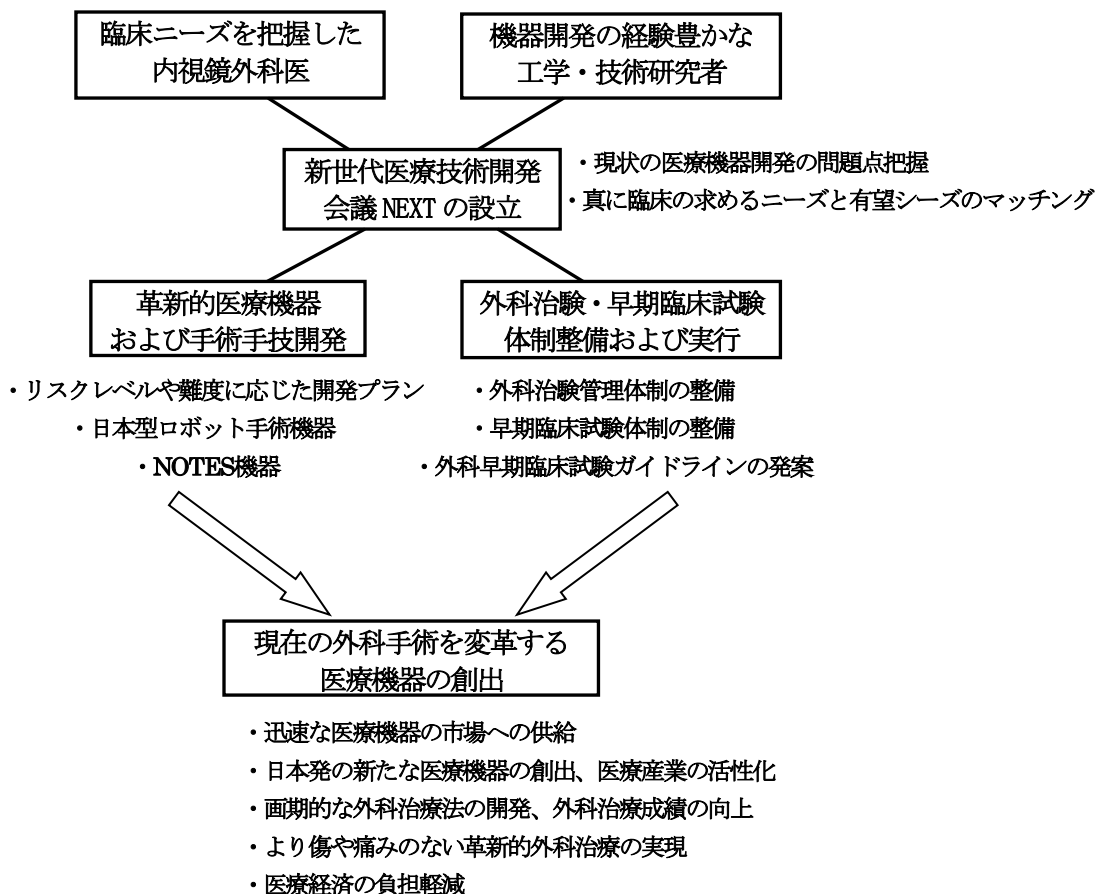 臨床ニーズを把握した
内視鏡外科医
機器開発の経験豊かな
工学・技術研究者
新世代医療技術開発
会議 NEXT の設立
・現状の医療機器開発の問題点把握
・真に臨床の求めるニーズと有望シーズのマッチング
革新的医療機器
および手術手技開発
外科治験・早期臨床試験
体制整備および実行
・リスクレベルや難度に応じた開発プラン
・日本型ロボット手術機器
・NOTES機器
・外科治験管理体制の整備
・早期臨床試験体制の整備
・外科早期臨床試験ガイドラインの発案
現在の外科手術を変革する
医療機器の創出
・迅速な医療機器の市場への供給
・日本発の新たな医療機器の創出、医療産業の活性化
・画期的な外科治療法の開発、外科治療成績の向上
・より傷や痛みのない革新的外科治療の実現
・医療経済の負担軽減